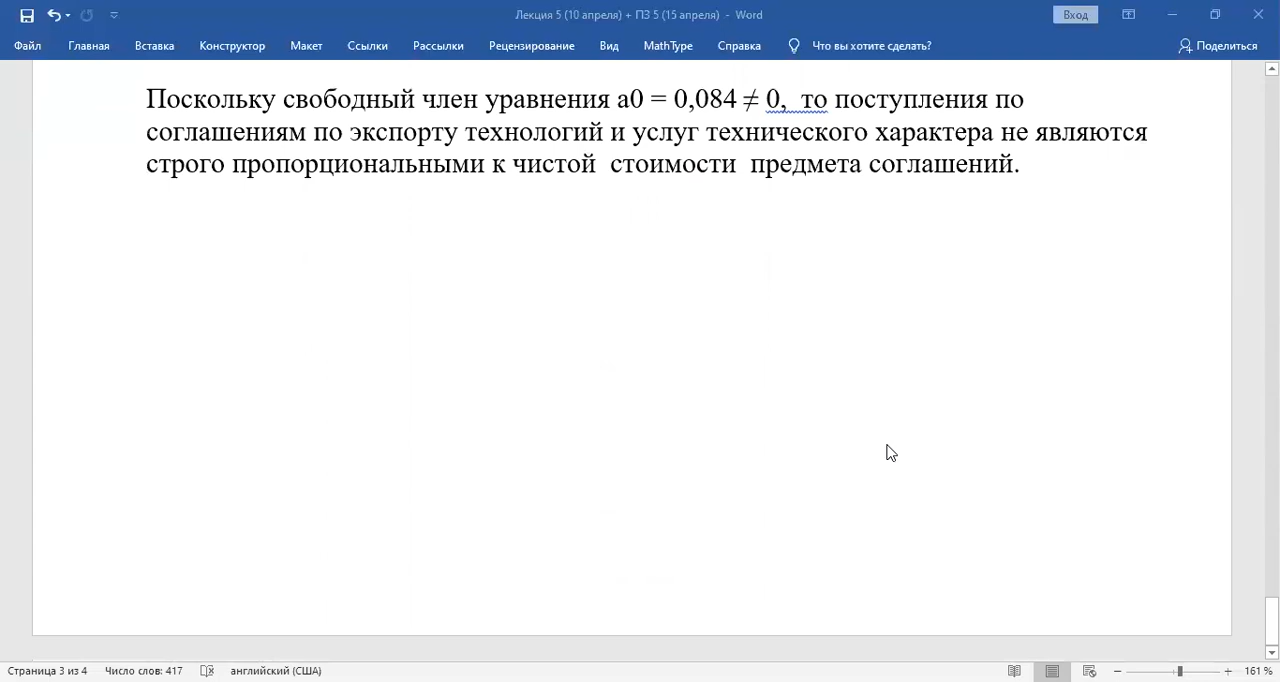 Лекция 5 (10 апреля) + ПЗ 5 (15 апреля) - Word
Вход
Файл Главная Вставка Конструктор Макет Ссылки Рассылки Рецензирование Вид MathType Справка Что вы хотите сделать? Поделиться
Поскольку свободный член уравнения a0 = 0,084 ≠ 0, то поступления по
соглашениям по экспорту технологий и услуг технического характера не являются
строго пропорциональными к чистой стоимости предмета соглашений.
Страница 3 из 4 Число слов: 417 английский (США) 161 %